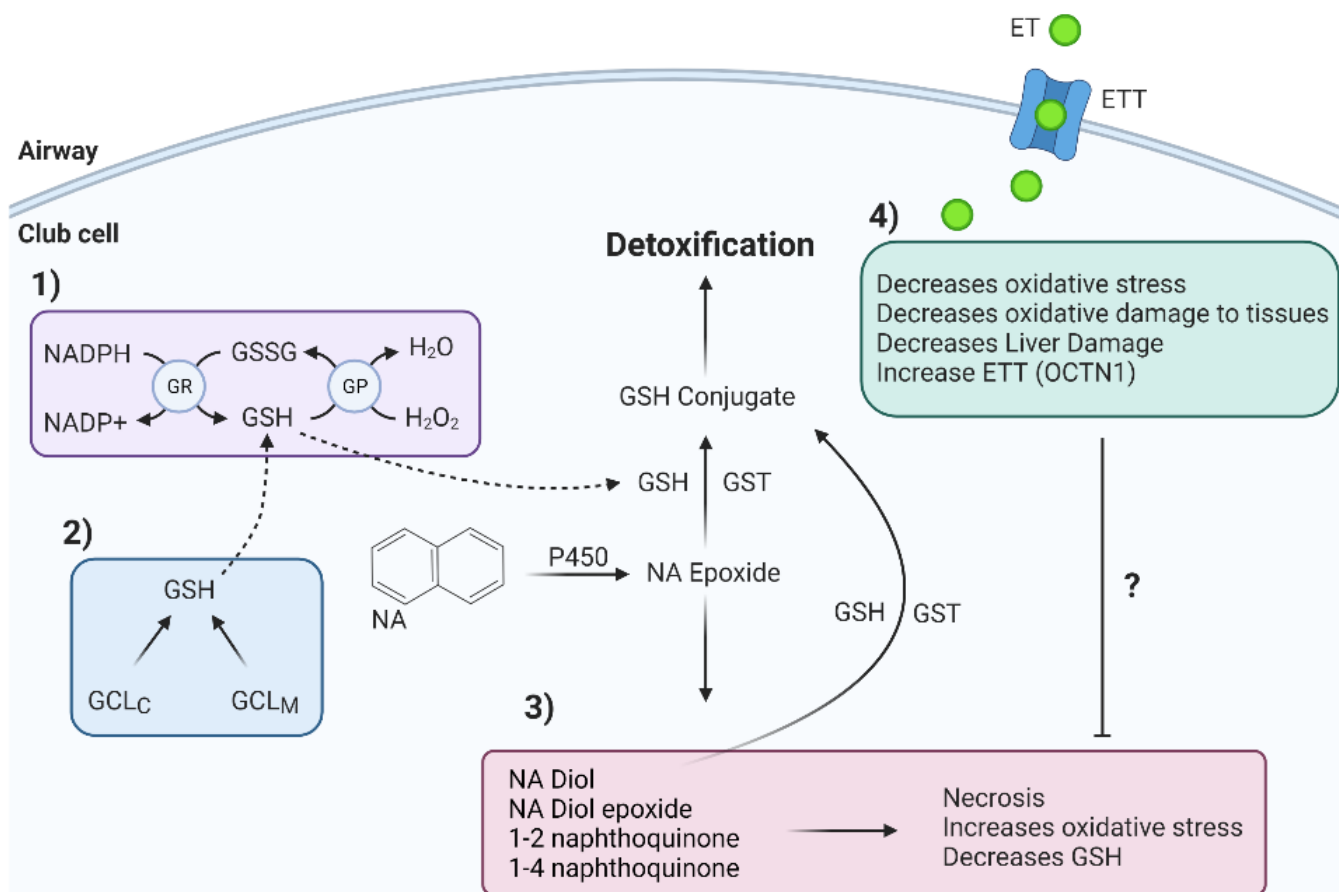 ET
ETT
Airway
Club cell
1)
NADPH
GSSG
H₂O
GR
GP
NADP+
GSH
H₂O₂
2)
GSH
GCLC
GCLM
Detoxification
GSH Conjugate
GSH
GST
NA
P450
NA Epoxide
GSH
GST
3)
NA Diol
NA Diol epoxide
1-2 naphthoquinone
1-4 naphthoquinone
Necrosis
Increases oxidative stress
Decreases GSH
4)
Decreases oxidative stress
Decreases oxidative damage to tissues
Decreases Liver Damage
Increase ETT (OCTN1)
?